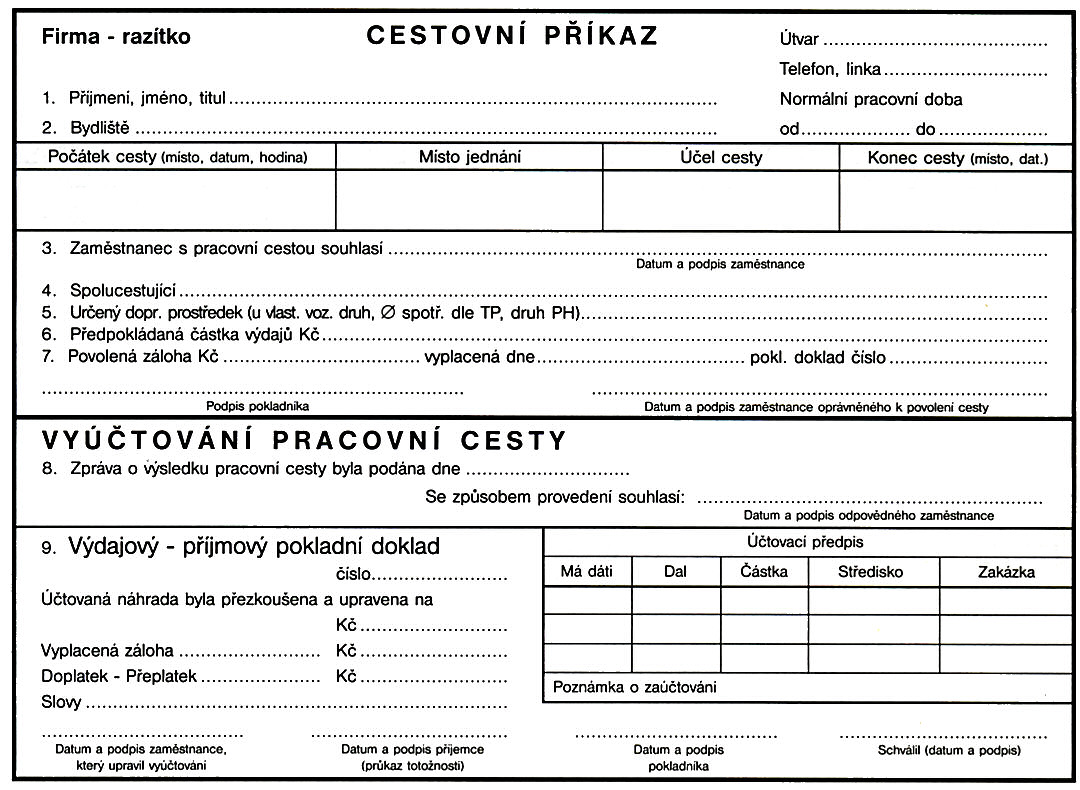 Firma - razítko
CESTOVNÍ PŘÍKAZ
Útvar
Telefon, linka
1. Příjmení, jméno, titul
Normální pracovní doba
2. Bydliště
od do
Počátek cesty (místo, datum, hodina) Místo jednání Účel cesty Konec cesty (místo, dat.)
3. Zaměstnanec s pracovní cestou souhlasí
Datum a podpis zaměstnance
4. Spolucestující
5. Určený dopr. prostředek (u vlast. voz. druh, Ø spotř. dle TP, druh PH)
6. Předpokládaná částka výdajů Kč
7. Povolená záloha Kč vyplacená dne pokl. doklad číslo
Podpis pokladníka Datum a podpis zaměstnance oprávněného k povolení cesty
VYÚČTOVÁNÍ PRACOVNÍ CESTY
8. Zpráva o výsledku pracovní cesty byla podána dne
Se způsobem provedení souhlasí:
Datum a podpis odpovědného zaměstnance
9. Výdajový - příjmový pokladní doklad
číslo
Účtovaná náhrada byla přezkoušena a upravena na
Kč
Vyplacená záloha Kč
Doplatek - Přeplatek Kč
Slovy
Účtovací předpis
Má dáti Dal Částka Středisko Zakázka
Poznámka o zaúčtování
Datum a podpis zaměstnance,
který upravil vyúčtování
Datum a podpis příjemce
(průkaz totožnosti)
Datum a podpis
pokladníka
Schválil (datum a podpis)